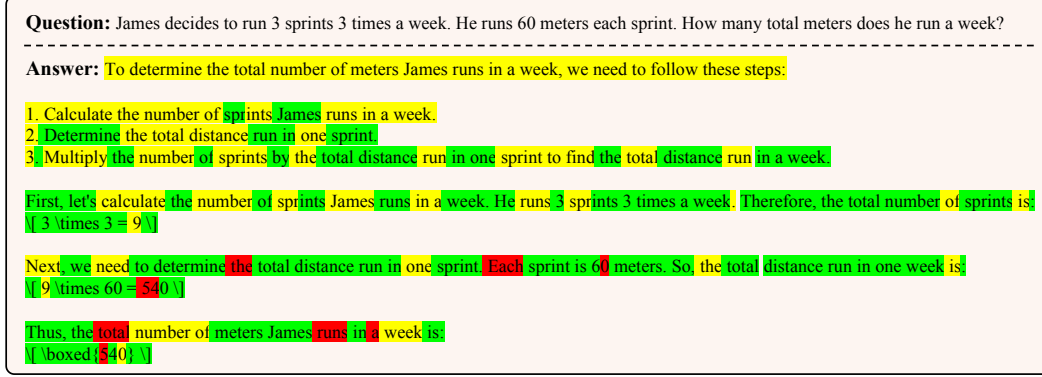 Question: James decides to run 3 sprints 3 times a week. He runs 60 meters each sprint. How many total meters does he run a week?
Answer: To determine the total number of meters James runs in a week, we need to follow these steps:
1. Calculate the number of sprints James runs in a week.
2. Determine the total distance run in one sprint.
3. Multiply the number of sprints by the total distance run in one sprint to find the total distance run in a week.
First, let's calculate the number of sprints James runs in a week. He runs 3 sprints 3 times a week. Therefore, the total number of sprints is:
\[ 3 \times 3 = 9 \]
Next, we need to determine the total distance run in one sprint. Each sprint is 60 meters. So, the total distance run in one week is:
\[ 9 \times 60 = 540 \]
Thus, the total number of meters James runs in a week is:
\[ \boxed{540} \]